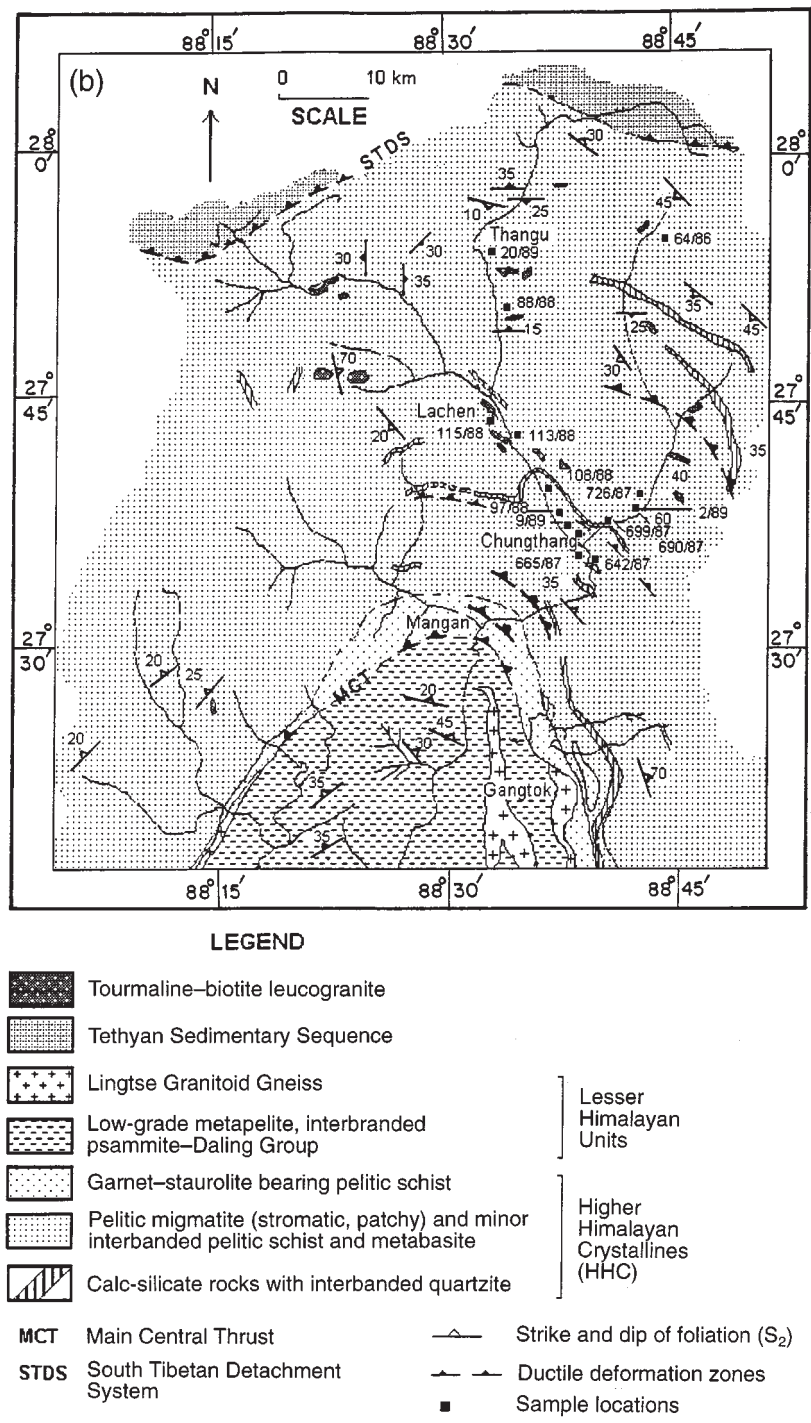 88° 15′ 88° 30′ 88° 45′
(b)
0 10 km
N
SCALE
28° 0′
28° 0′
STDS
30
35
10
25
45
Thangu
20/89
64/86
30
30
35
88/88
35
45
15
25
70
30
27° 45′
27° 45′
Lachen
20
115/88
113/88
35
108/88
40
726/87
97/88
9/89
60
2/89
699/87
Chungthang
690/87
665/87
642/87
35
27° 30′
27° 30′
Mangan
MCT
20
25
20
45
30
20
70
35
Gangtok
35
88° 15′ 88° 30′ 88° 45′
LEGEND
Tourmaline–biotite leucogranite
Tethyan Sedimentary Sequence
Lingtse Granitoid Gneiss
Low-grade metapelite, interbranded
psammite–Daling Group
Lesser
Himalayan
Units
Garnet–staurolite bearing pelitic schist
Pelitic migmatite (stromatic, patchy) and minor
interbanded pelitic schist and metabasite
Calc-silicate rocks with interbanded quartzite
Higher
Himalayan
Crystallines
(HHC)
MCT Main Central Thrust
Strike and dip of foliation (S₂)
STDS South Tibetan Detachment
System
Ductile deformation zones
Sample locations